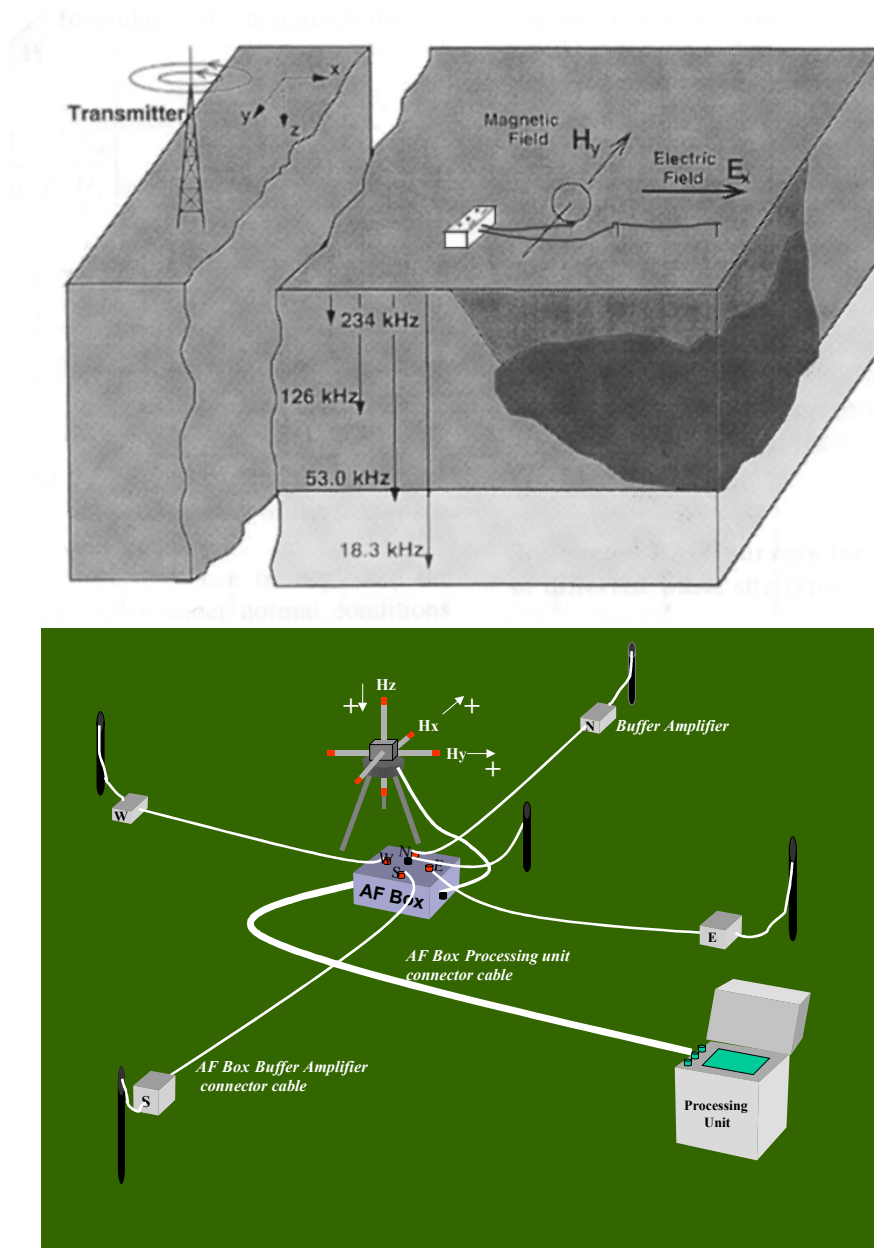 Transmitter
x
y
z
Magnetic
Field
Hy
Electric
Field
Ex
234 kHz
126 kHz
53.0 kHz
18.3 kHz
normal conditions
Hz
+
Hx
+
Hy
+
N
Buffer Amplifier
W
W
N
S
E
AF Box
E
AF Box Processing unit
connector cable
AF Box Buffer Amplifier
connector cable
S
Processing
Unit